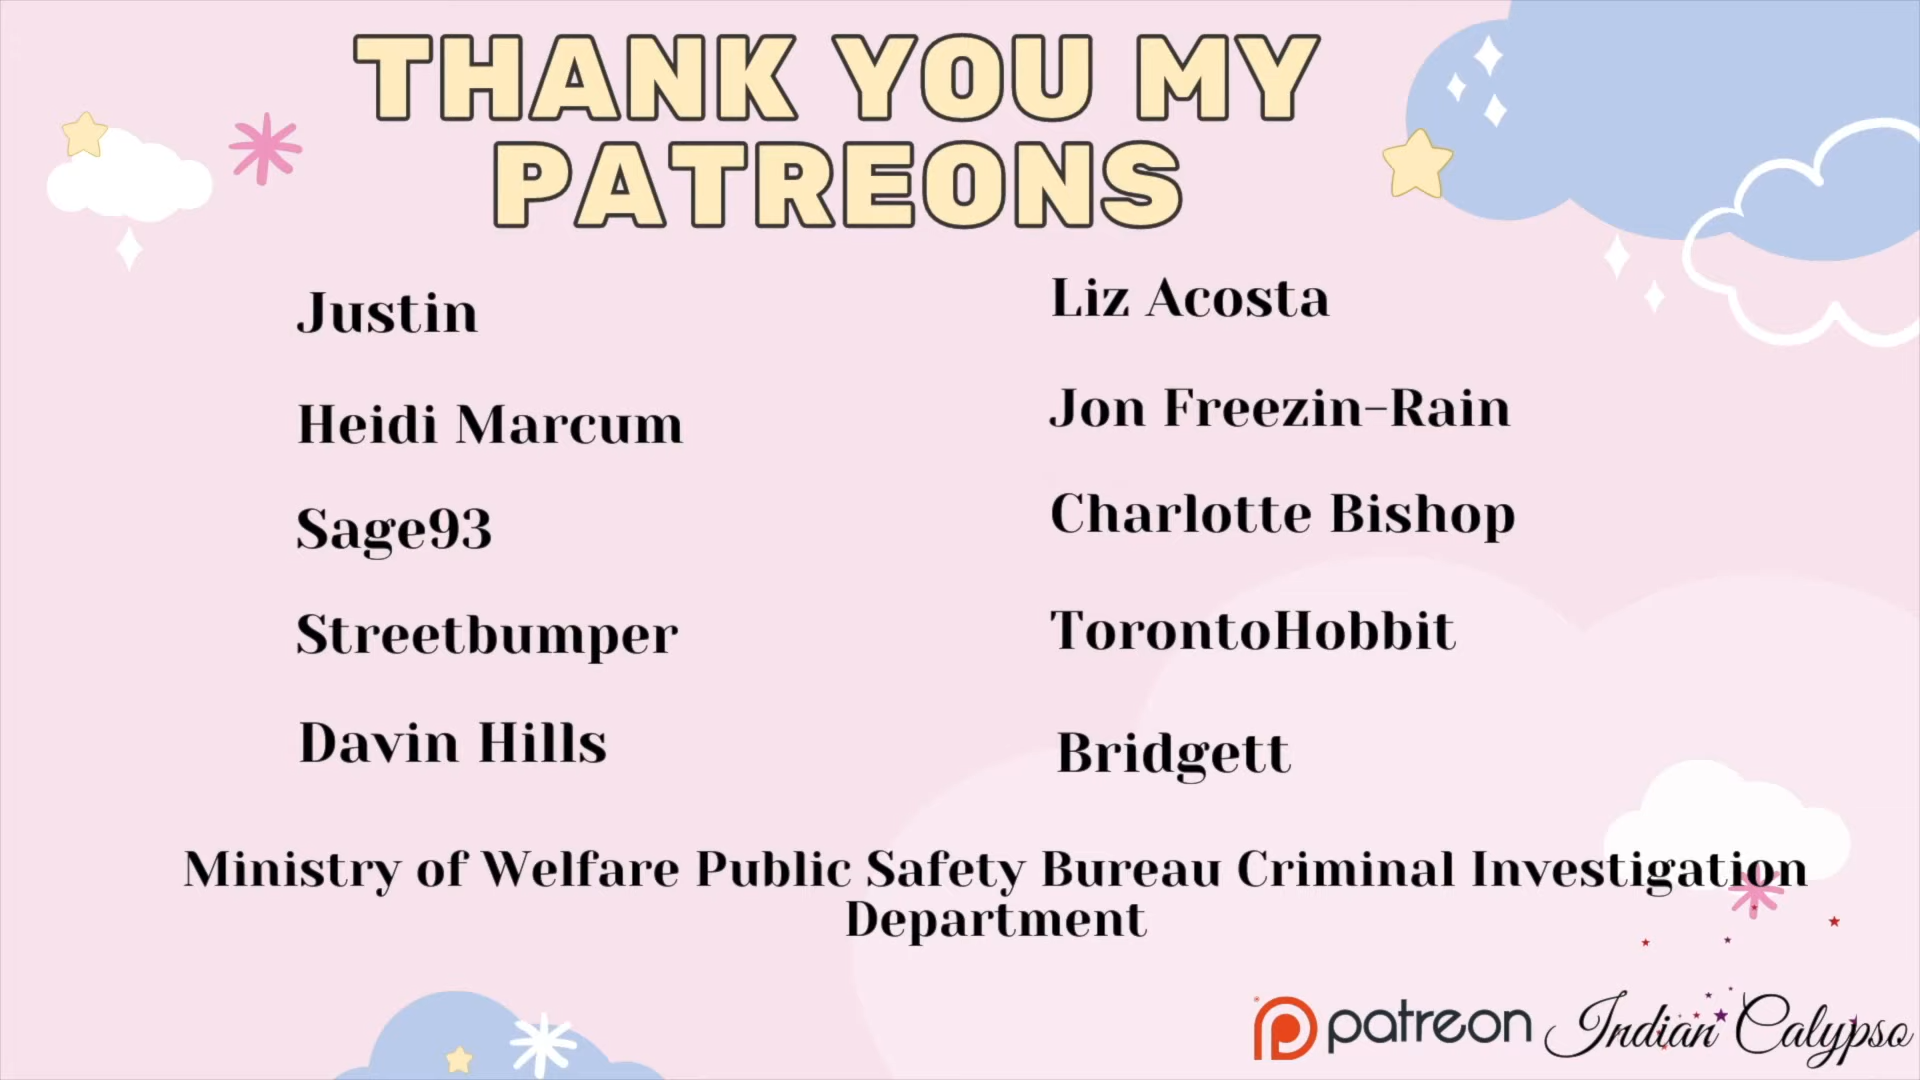 THANK YOU MY
PATREONS
Justin
Liz Acosta
Heidi Marcum
Jon Freezin-Rain
Sage93
Charlotte Bishop
Streetbumper
TorontoHobbit
Davin Hills
Bridgett
Ministry of Welfare Public Safety Bureau Criminal Investigation
Department
patreon Indian Calypso